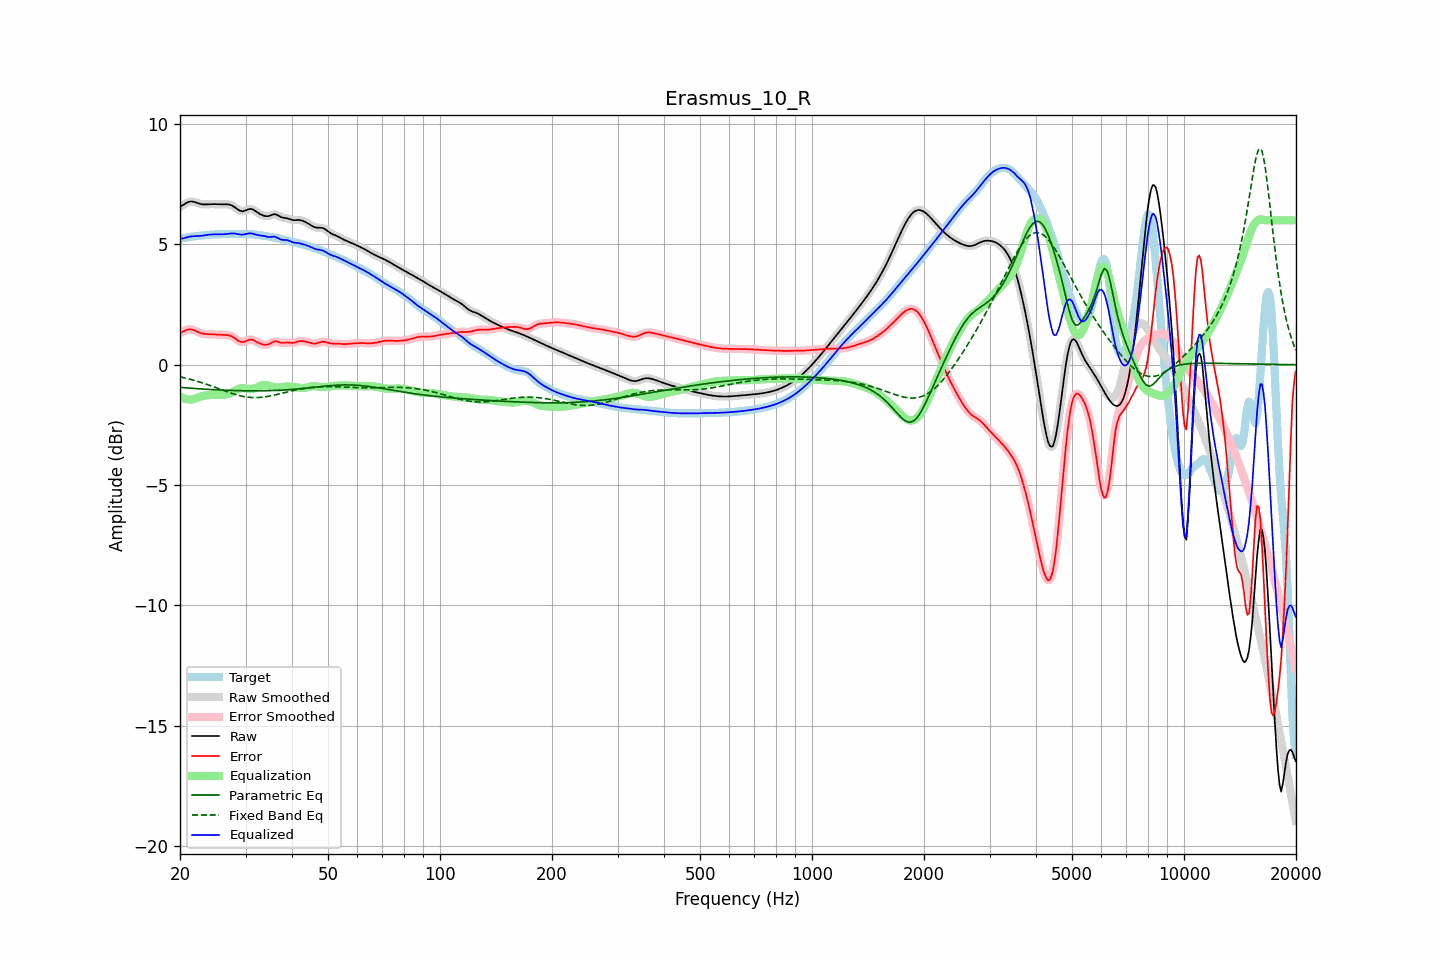 Erasmus_10_R
Amplitude (dBr)
10
5
0
−5
−10
−15
−20
Target
Raw Smoothed
Error Smoothed
Raw
Error
Equalization
Parametric Eq
Fixed Band Eq
Equalized
20
50
100
200
500
1000
2000
5000
10000
20000
Frequency (Hz)